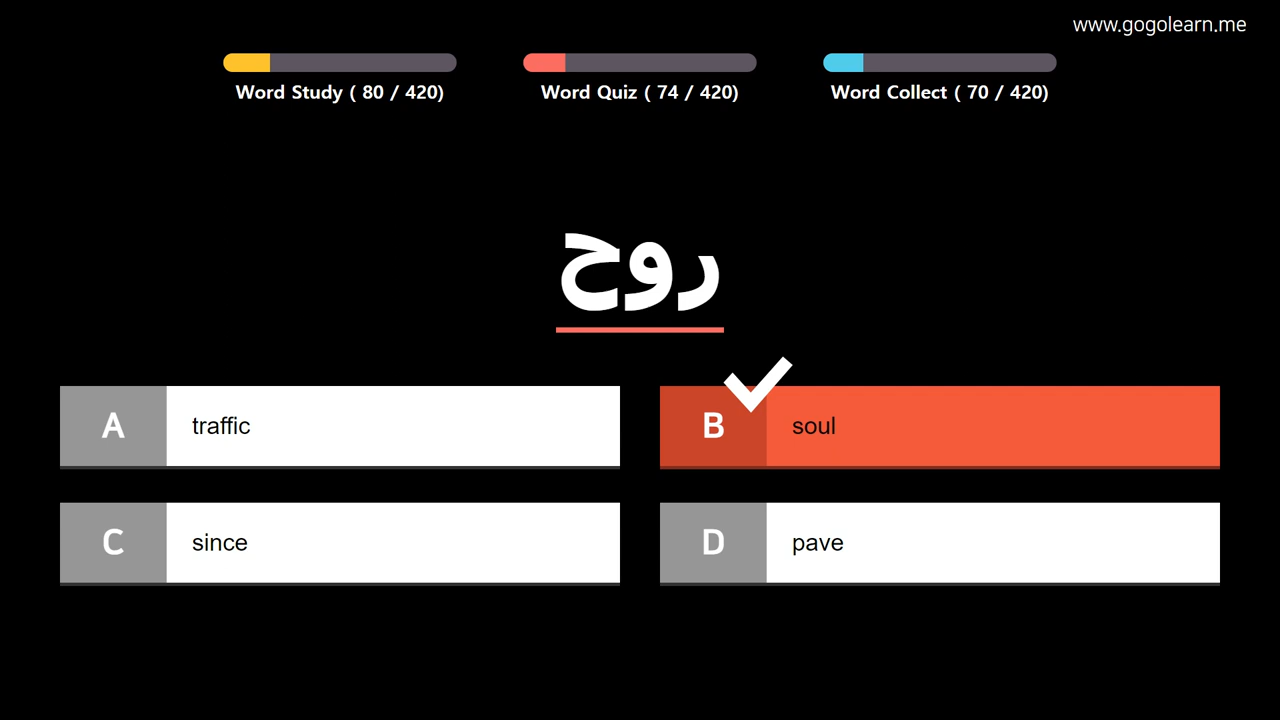 www.gogolearn.me
Word Study ( 80 / 420)
Word Quiz ( 74 / 420)
Word Collect ( 70 / 420)
روح
A traffic
B soul
C since
D pave